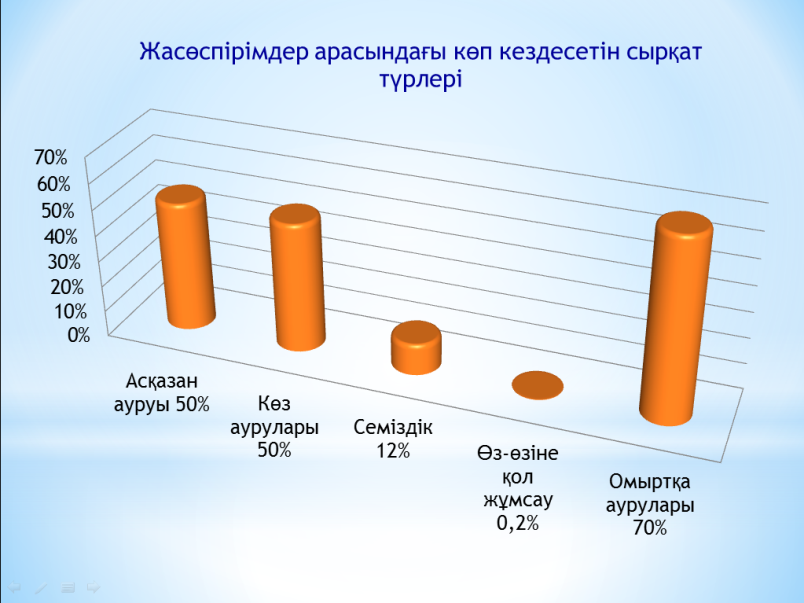 Жасөспірімдер арасындағы көп кездесетін сырқат
түрлері
70%
60%
50%
40%
30%
20%
10%
0%
Асқазан
ауруы 50%
Көз
аурулары
50%
Семіздік
12%
Өз-өзіне
қол
жұмсау
0,2%
Омыртқа
аурулары
70%